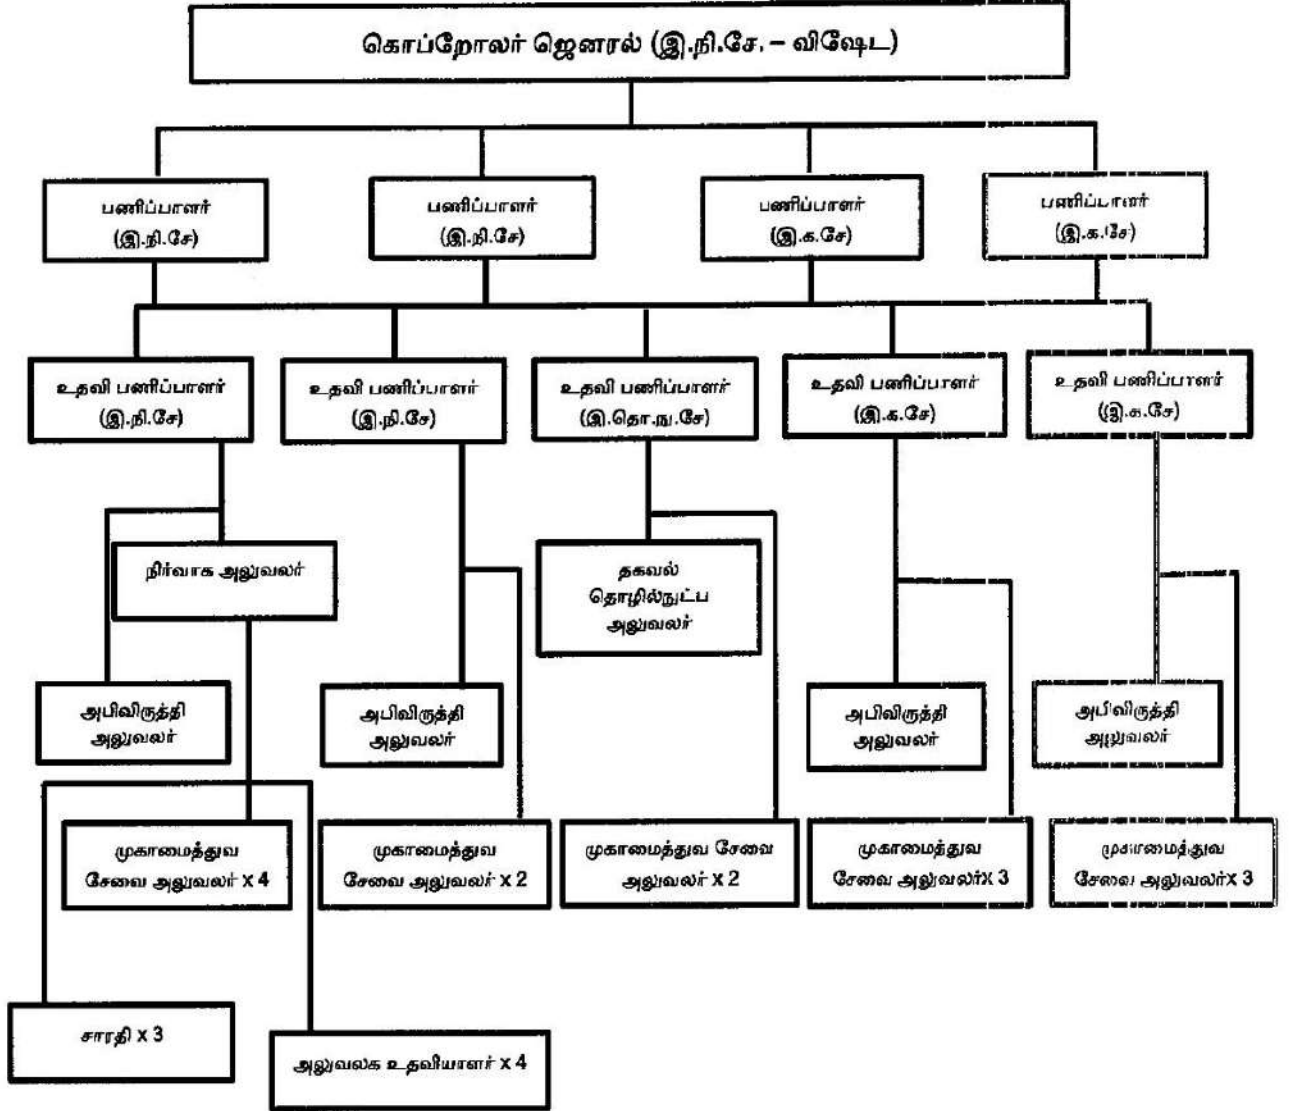 கொப்றோலர் ஜெனரல் (இ.நி.சே. – விஷேட)
பணிப்பாளர்
(இ.நி.சே)
பணிப்பாளர்
(இ.நி.சே)
பணிப்பாளர்
(இ.க.சே)
பணிப்பாளர்
(இ.க.சே)
உதவி பணிப்பாளர்
(இ.நி.சே)
உதவி பணிப்பாளர்
(இ.நி.சே)
உதவி பணிப்பாளர்
(இ.தொ.நு.சே)
உதவி பணிப்பாளர்
(இ.க.சே)
உதவி பணிப்பாளர்
(இ.க.சே)
நிர்வாக அலுவலர்
தகவல்
தொழில்நுட்ப
அலுவலர்
அபிவிருத்தி
அலுவலர்
அபிவிருத்தி
அலுவலர்
அபிவிருத்தி
அலுவலர்
அபிவிருத்தி
அலுவலர்
முகாமைத்துவ
சேவை அலுவலர் x 4
முகாமைத்துவ
சேவை அலுவலர் x 2
முகாமைத்துவ சேவை
அலுவலர் x 2
முகாமைத்துவ
சேவை அலுவலர்x 3
முகாமைத்துவ
சேவை அலுவலர்x 3
சாரதி x 3
அலுவலக உதவியாளர் x 4